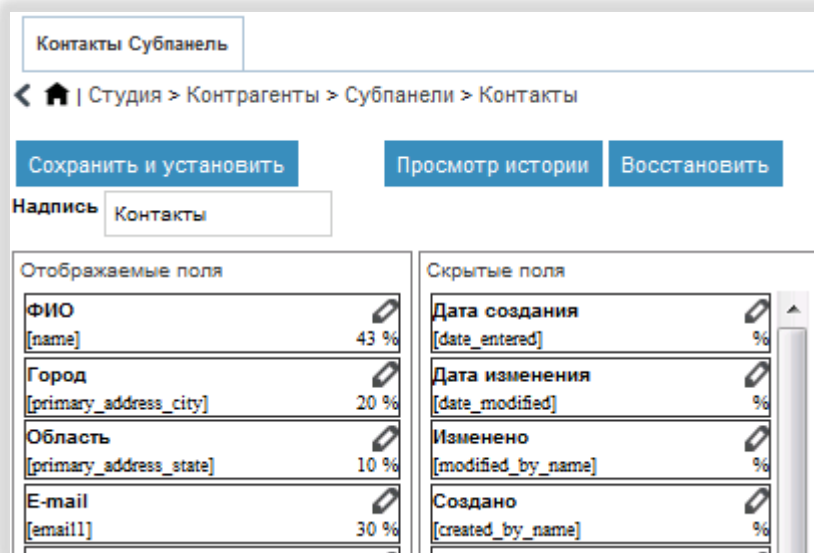 Контакты Субпанель
| Студия > Контрагенты > Субпанели > Контакты
Сохранить и установить
Просмотр истории
Восстановить
Надпись
Контакты
Отображаемые поля
ФИО
[name] 43 %
Город
[primary_address_city] 20 %
Область
[primary_address_state] 10 %
E-mail
[email1] 30 %
Скрытые поля
Дата создания
[date_entered] %
Дата изменения
[date_modified] %
Изменено
[modified_by_name] %
Создано
[created_by_name] %